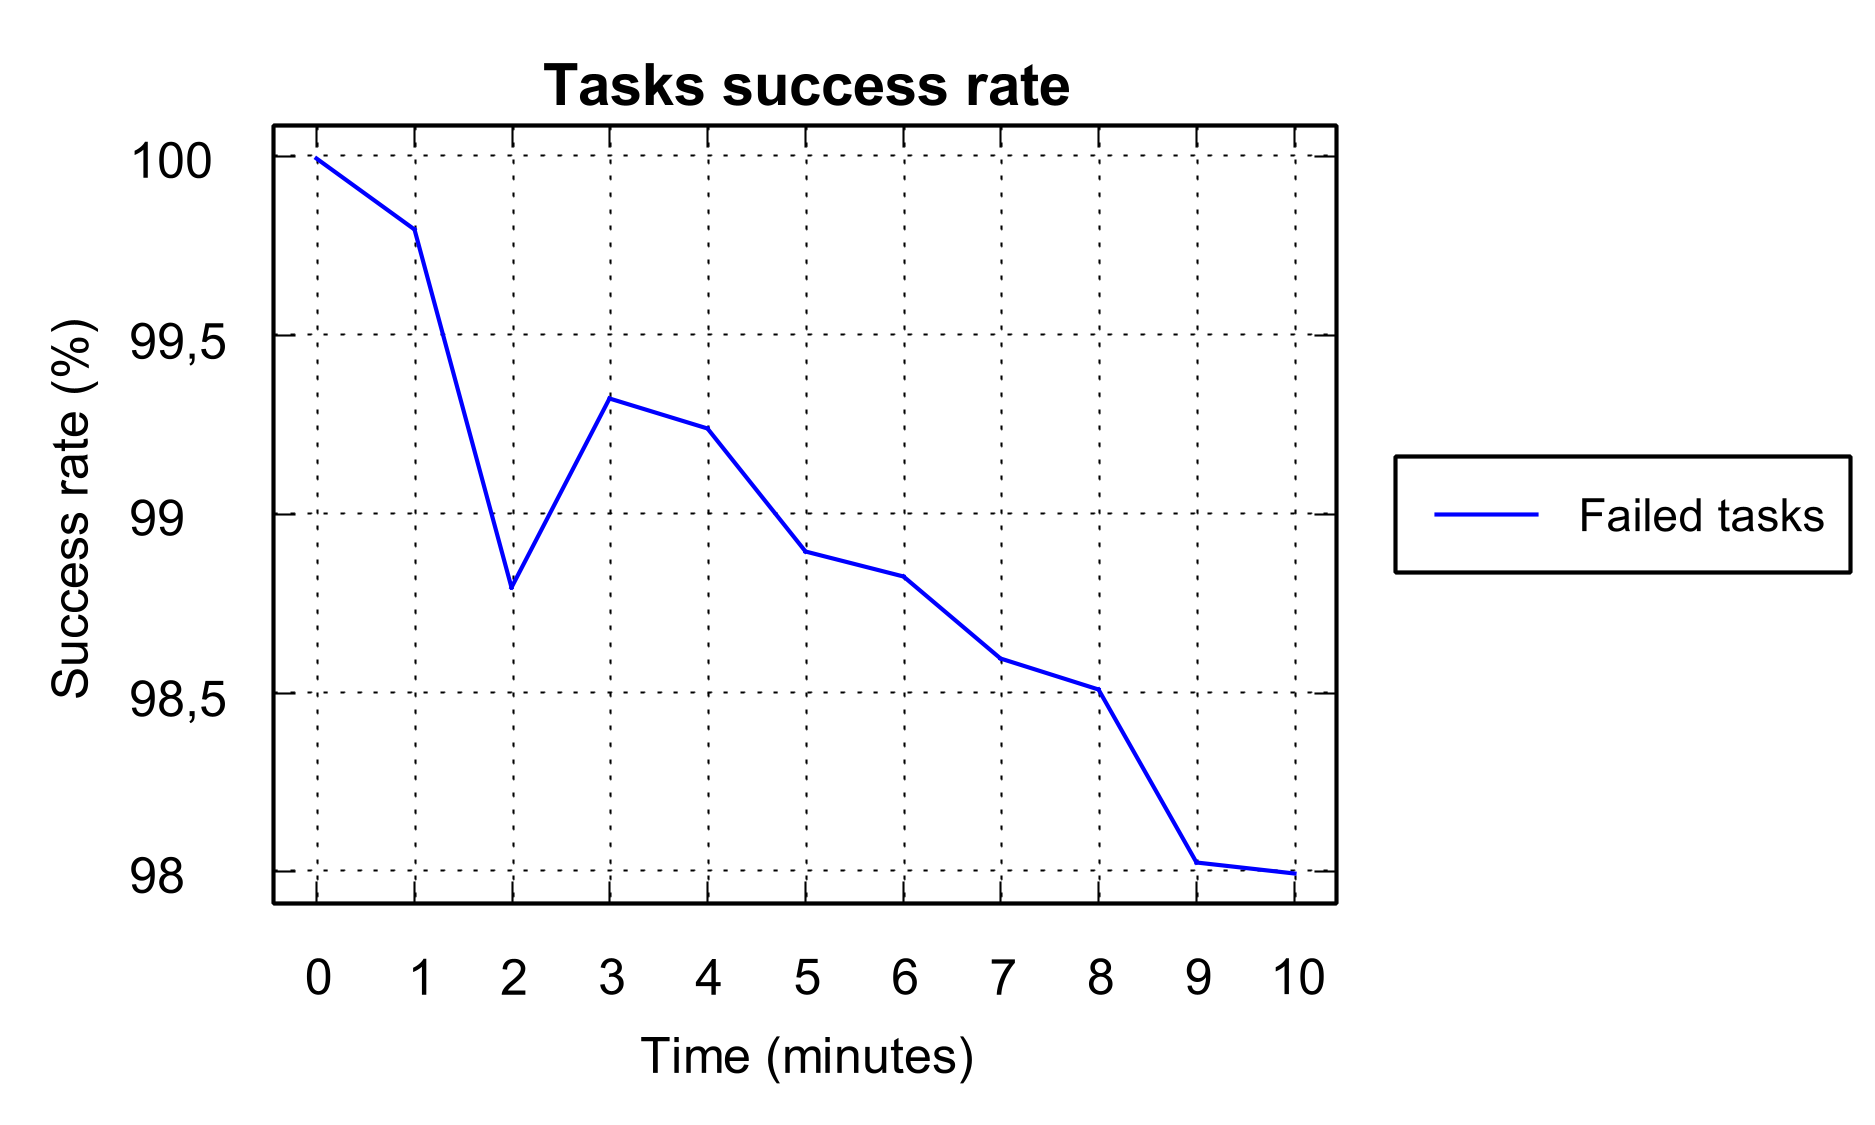 Tasks success rate
100
99,5
99
98,5
98
Success rate (%)
0 1 2 3 4 5 6 7 8 9 10
Time (minutes)
Failed tasks